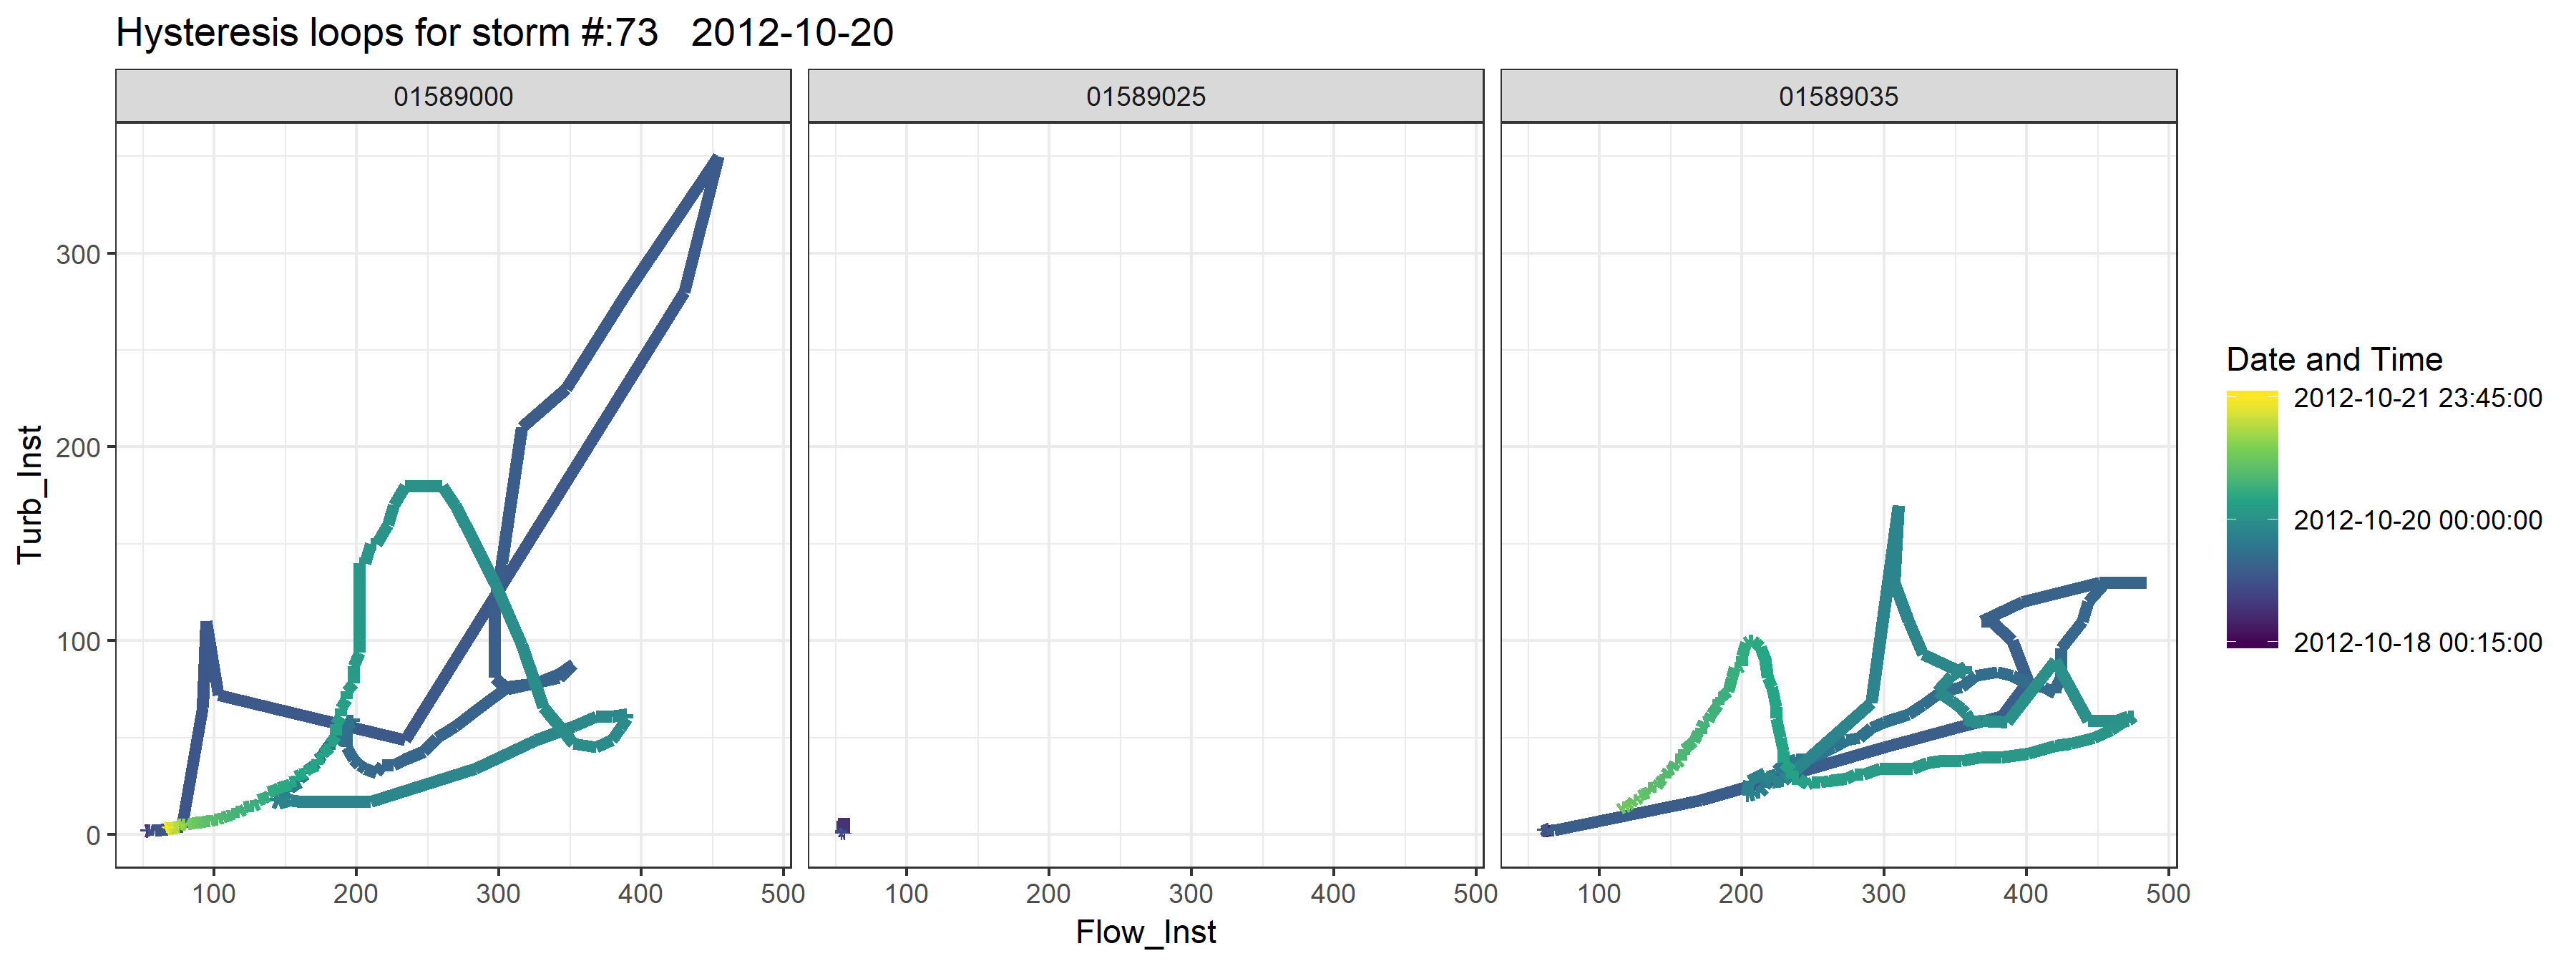 Hysteresis loops for storm #:73   2012-10-20
01589000 01589025 01589035
Turb_Inst
300
200
100
0
100 200 300 400 500 100 200 300 400 500 100 200 300 400 500
Flow_Inst
Date and Time
2012-10-21 23:45:00
2012-10-20 00:00:00
2012-10-18 00:15:00